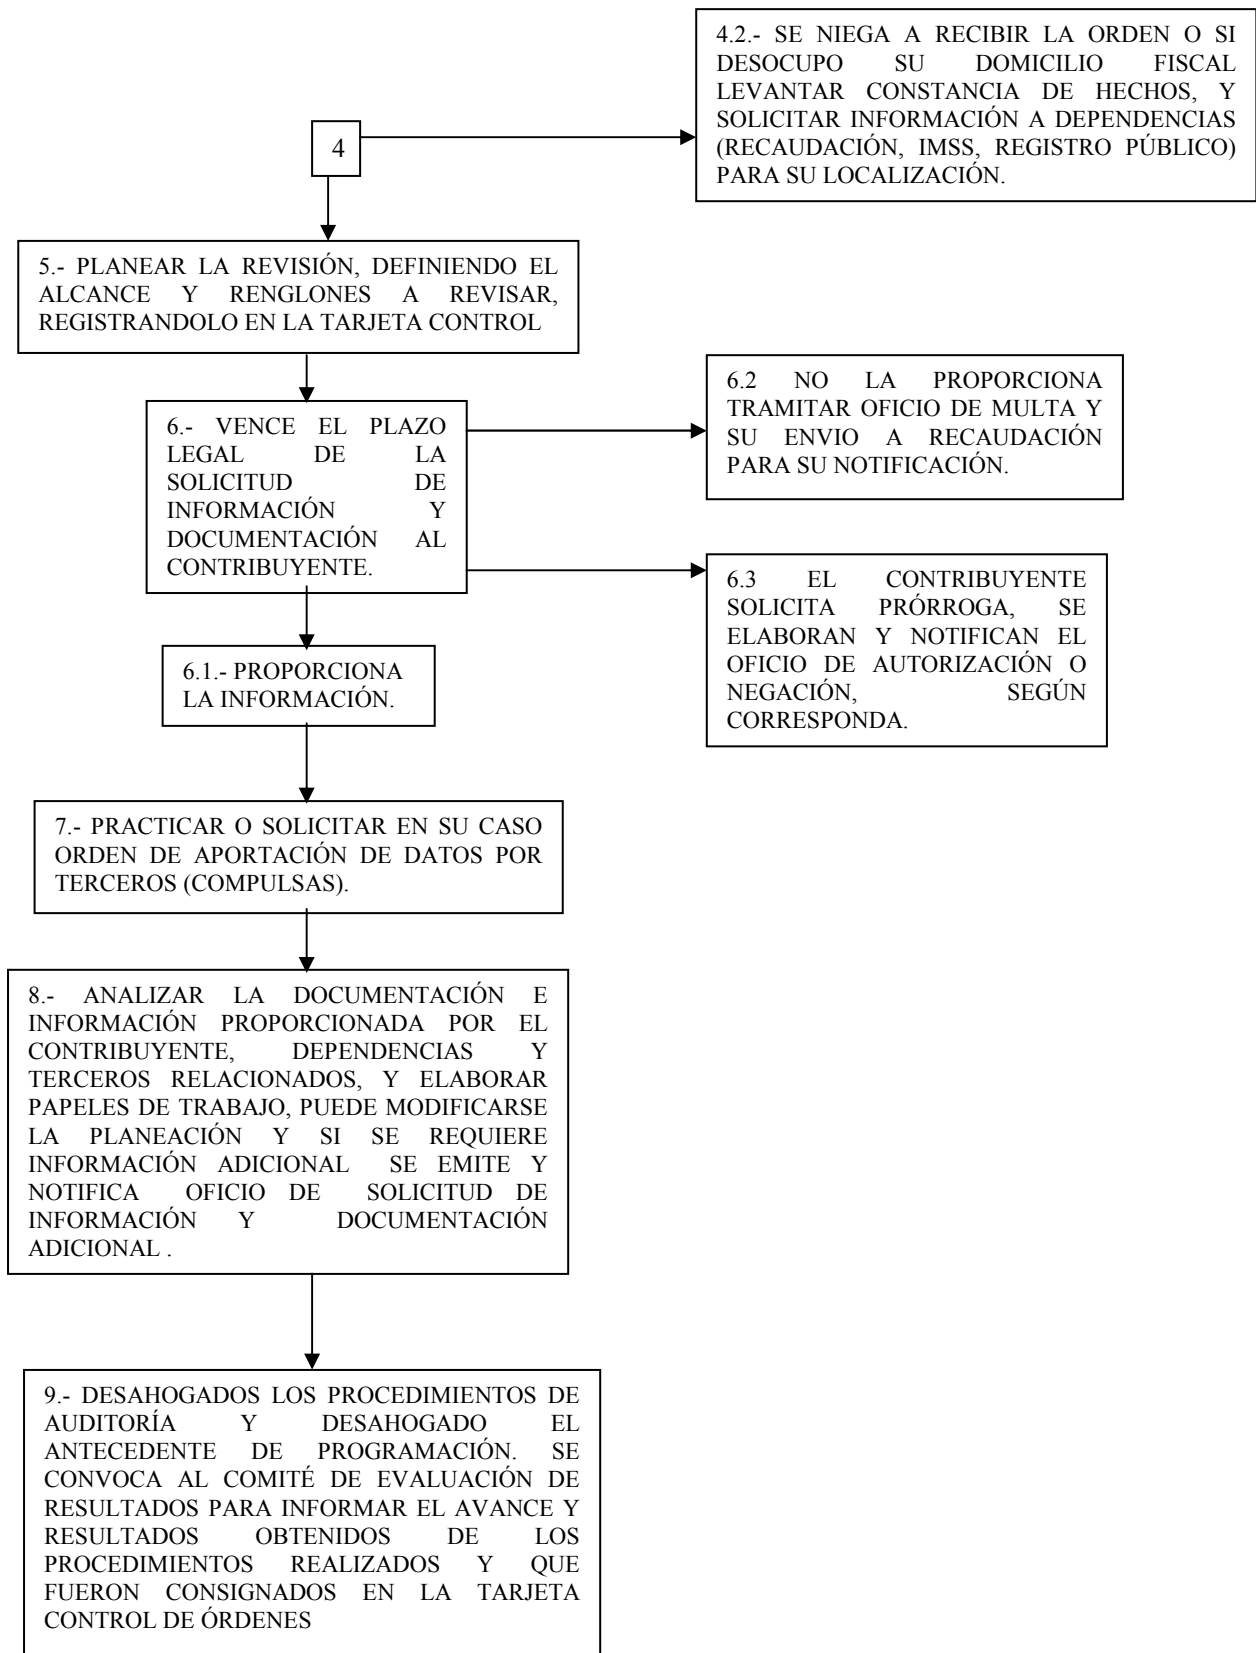 4.2.- SE NIEGA A RECIBIR LA ORDEN O SI
DESOCUPO SU DOMICILIO FISCAL
LEVANTAR CONSTANCIA DE HECHOS, Y
SOLICITAR INFORMACIÓN A DEPENDENCIAS
(RECAUDACIÓN, IMSS, REGISTRO PÚBLICO)
PARA SU LOCALIZACIÓN.
4
5.- PLANEAR LA REVISIÓN, DEFINIENDO EL
ALCANCE Y RENGLONES A REVISAR,
REGISTRANDOLO EN LA TARJETA CONTROL
6.- VENCE EL PLAZO
LEGAL DE LA
SOLICITUD DE
INFORMACIÓN Y
DOCUMENTACIÓN AL
CONTRIBUYENTE.
6.2 NO LA PROPORCIONA
TRAMITAR OFICIO DE MULTA Y
SU ENVIO A RECAUDACIÓN
PARA SU NOTIFICACIÓN.
6.3 EL CONTRIBUYENTE
SOLICITA PRÓRROGA, SE
ELABORAN Y NOTIFICAN EL
OFICIO DE AUTORIZACIÓN O
NEGACIÓN, SEGÚN
CORRESPONDA.
6.1.- PROPORCIONA
LA INFORMACIÓN.
7.- PRACTICAR O SOLICITAR EN SU CASO
ORDEN DE APORTACIÓN DE DATOS POR
TERCEROS (COMPULSAS).
8.- ANALIZAR LA DOCUMENTACIÓN E
INFORMACIÓN PROPORCIONADA POR EL
CONTRIBUYENTE, DEPENDENCIAS Y
TERCEROS RELACIONADOS, Y ELABORAR
PAPELES DE TRABAJO, PUEDE MODIFICARSE
LA PLANEACIÓN Y SI SE REQUIERE
INFORMACIÓN ADICIONAL SE EMITE Y
NOTIFICA OFICIO DE SOLICITUD DE
INFORMACIÓN Y DOCUMENTACIÓN
ADICIONAL .
9.- DESAHOGADOS LOS PROCEDIMIENTOS DE
AUDITORÍA Y DESAHOGADO EL
ANTECEDENTE DE PROGRAMACIÓN. SE
CONVOCA AL COMITÉ DE EVALUACIÓN DE
RESULTADOS PARA INFORMAR EL AVANCE Y
RESULTADOS OBTENIDOS DE LOS
PROCEDIMIENTOS REALIZADOS Y QUE
FUERON CONSIGNADOS EN LA TARJETA
CONTROL DE ÓRDENES